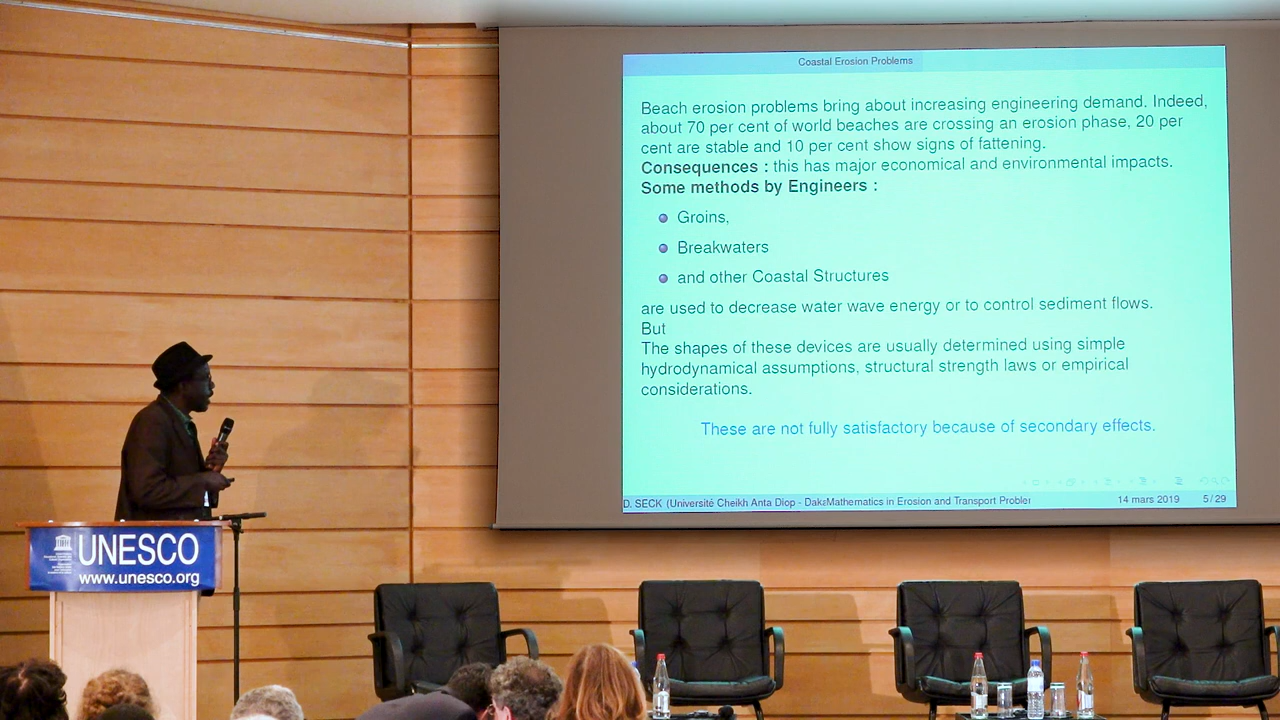 Coastal Erosion Problems
Beach erosion problems bring about increasing engineering demand. Indeed,
about 70 per cent of world beaches are crossing an erosion phase, 20 per
cent are stable and 10 per cent show signs of fattening.
Consequences : this has major economical and environmental impacts.
Some methods by Engineers :
Groins,
Breakwaters
and other Coastal Structures
are used to decrease water wave energy or to control sediment flows.
But
The shapes of these devices are usually determined using simple
hydrodynamical assumptions, structural strength laws or empirical
considerations.
These are not fully satisfactory because of secondary effects.
D. SECK (Université Cheikh Anta Diop - Daka Mathematics in Erosion and Transport Probler
14 mars 2019
5/29
UNESCO
www.unesco.org